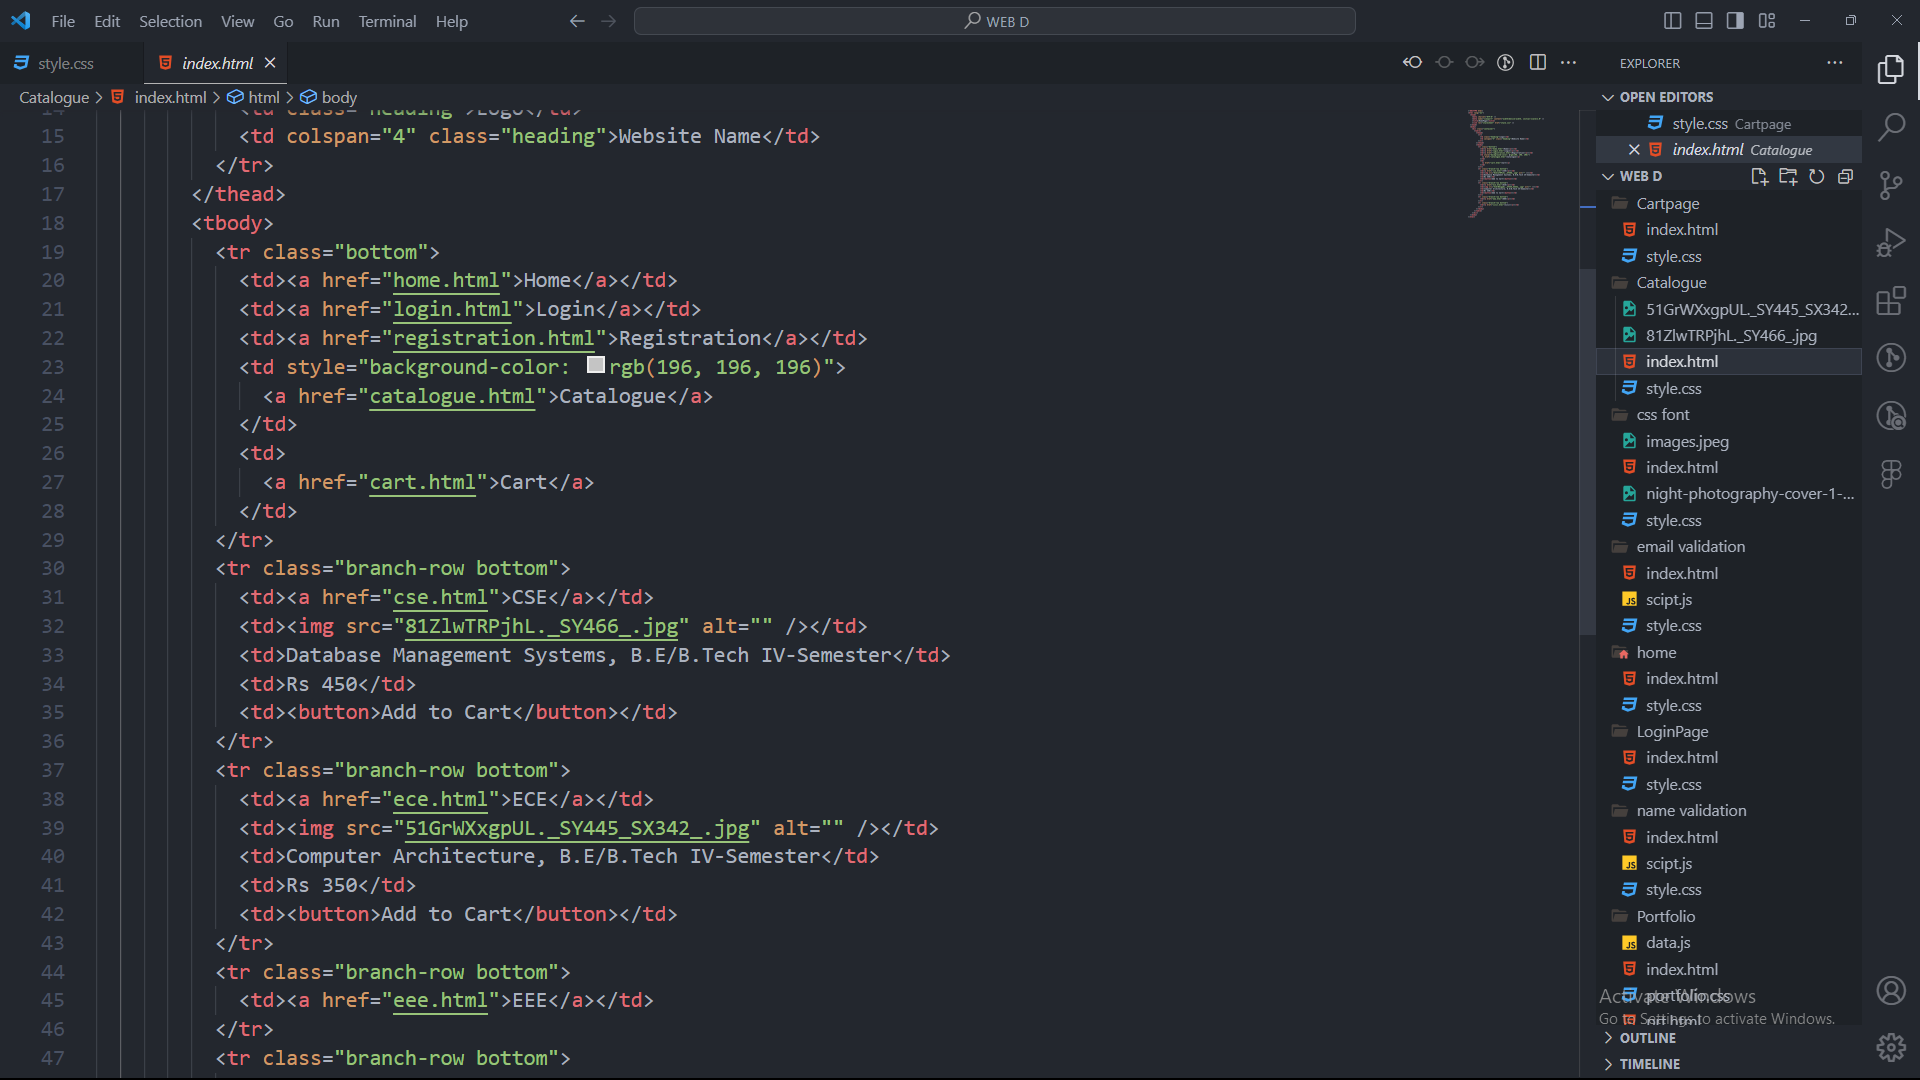 File Edit Selection View Go Run Terminal Help
WEB D
style.css
index.html
Catalogue > index.html > html > body
14 <td class="heading">Logo</td>
15 <td colspan="4" class="heading">Website Name</td>
16 </tr>
17 </thead>
18 <tbody>
19 <tr class="bottom">
20 <td><a href="home.html">Home</a></td>
21 <td><a href="login.html">Login</a></td>
22 <td><a href="registration.html">Registration</a></td>
23 <td style="background-color: rgb(196, 196, 196)">
24 <a href="catalogue.html">Catalogue</a>
25 </td>
26 <td>
27 <a href="cart.html">Cart</a>
28 </td>
29 </tr>
30 <tr class="branch-row bottom">
31 <td><a href="cse.html">CSE</a></td>
32 <td><img src="81ZlwTRPjhL._SY466_.jpg" alt="" /></td>
33 <td>Database Management Systems, B.E/B.Tech IV-Semester</td>
34 <td>Rs 450</td>
35 <td><button>Add to Cart</button></td>
36 </tr>
37 <tr class="branch-row bottom">
38 <td><a href="ece.html">ECE</a></td>
39 <td><img src="51GrWXxgpUL._SY445_SX342_.jpg" alt="" /></td>
40 <td>Computer Architecture, B.E/B.Tech IV-Semester</td>
41 <td>Rs 350</td>
42 <td><button>Add to Cart</button></td>
43 </tr>
44 <tr class="branch-row bottom">
45 <td><a href="eee.html">EEE</a></td>
46 </tr>
47 <tr class="branch-row bottom">
EXPLORER
OPEN EDITORS
style.css Cartpage
index.html Catalogue
WEB D
Cartpage
index.html
style.css
Catalogue
51GrWXxgpUL._SY445_SX342...
81ZlwTRPjhL._SY466_.jpg
index.html
style.css
css font
images.jpeg
index.html
night-photography-cover-1-...
style.css
email validation
index.html
scipt.js
style.css
home
index.html
style.css
LoginPage
index.html
style.css
name validation
index.html
scipt.js
style.css
Portfolio
data.js
index.html
portfolio.css
Activate Windows
Go to Settings to activate Windows.
OUTLINE
TIMELINE